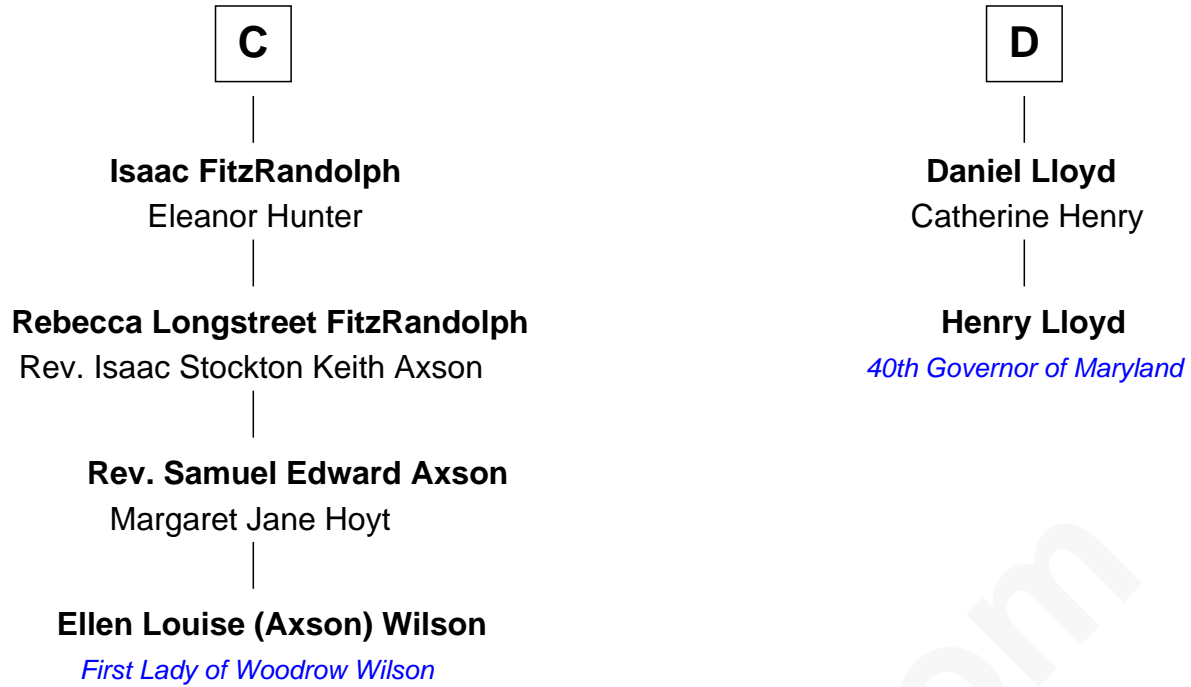 C
Isaac FitzRandolph
Eleanor Hunter
Rebecca Longstreet FitzRandolph
Rev. Isaac Stockton Keith Axson
Rev. Samuel Edward Axson
Margaret Jane Hoyt
Ellen Louise (Axson) Wilson
First Lady of Woodrow Wilson
D
Daniel Lloyd
Catherine Henry
Henry Lloyd
40th Governor of Maryland
om